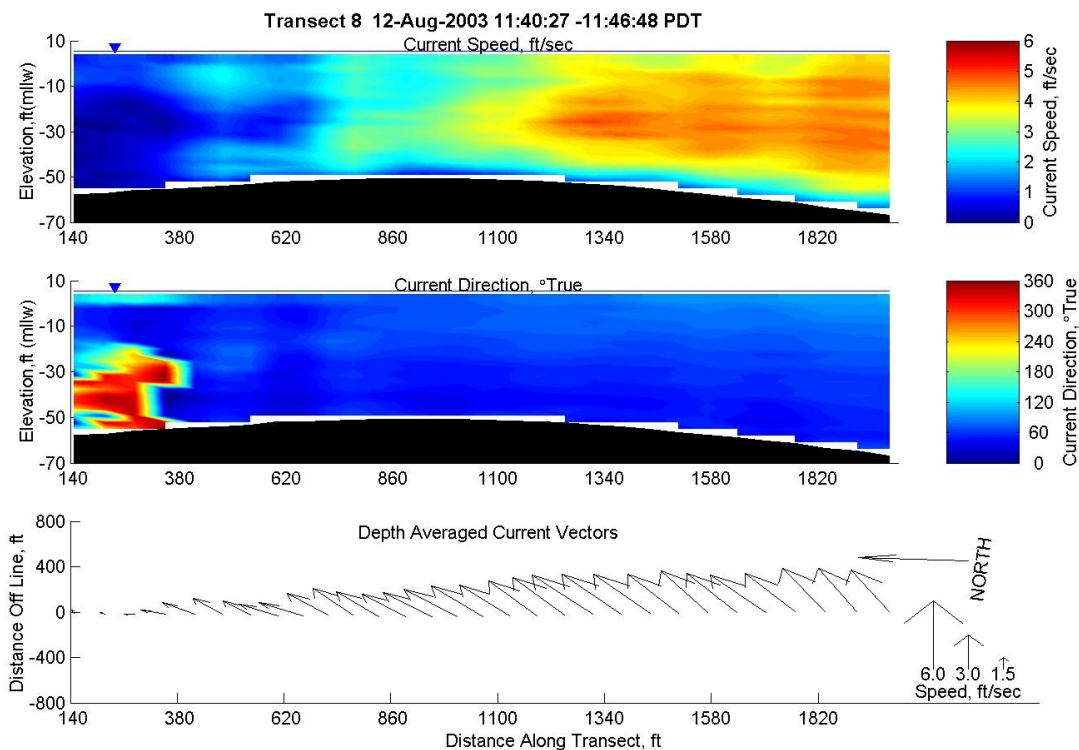 Transect 8 12-Aug-2003 11:40:27 -11:46:48 PDT
Current Speed, ft/sec
Elevation,ft(mllw)
10
-10
-30
-50
-70
140 380 620 860 1100 1340 1580 1820
6
5
4
3
2
1
0
Current Speed, ft/sec
Current Direction, °True
Elevation,ft (mllw)
10
-10
-30
-50
-70
140 380 620 860 1100 1340 1580 1820
360
300
240
180
120
60
0
Current Direction, °True
Depth Averaged Current Vectors
Distance Off Line, ft
800
400
0
-400
-800
NORTH
6.0 3.0 1.5
Speed, ft/sec
140 380 620 860 1100 1340 1580 1820
Distance Along Transect, ft